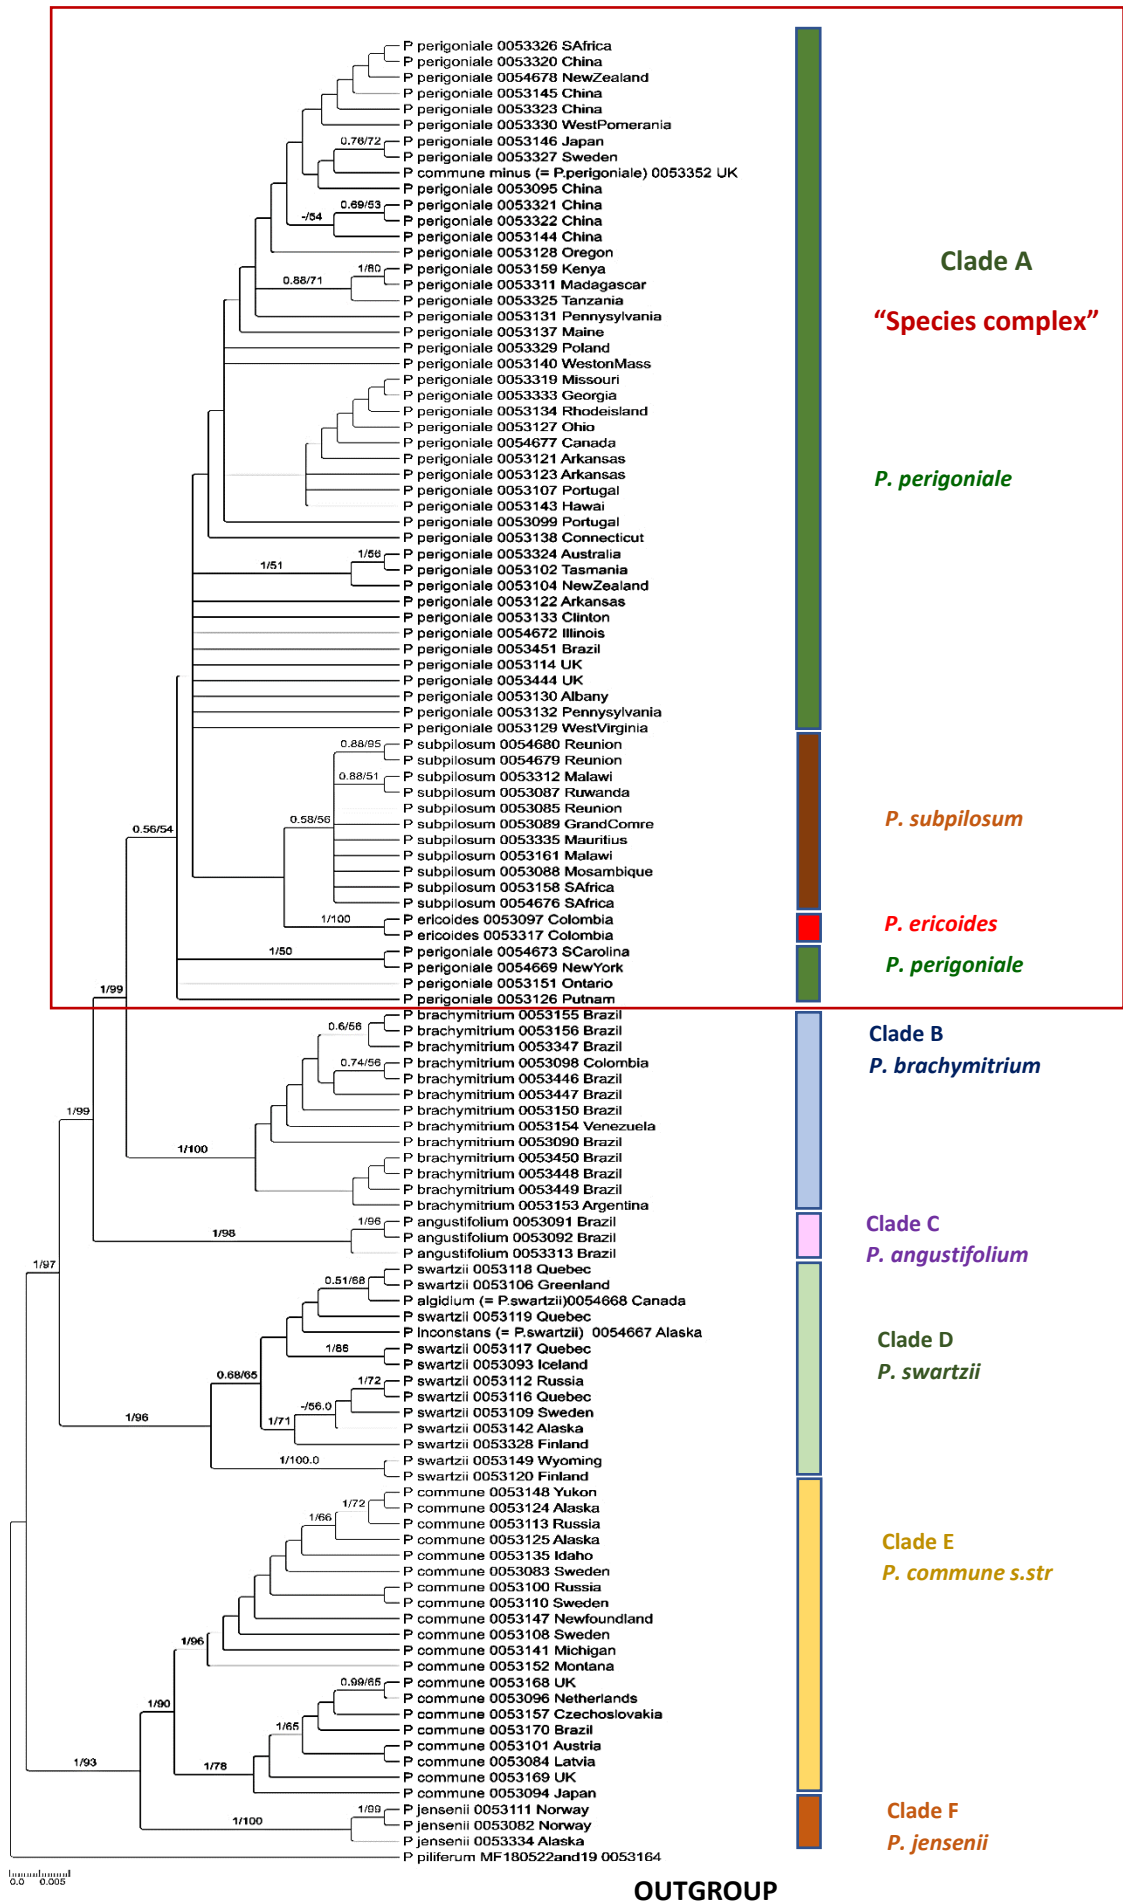 P perigoniale 0053326 SAfrica
P perigoniale 0053320 China
P perigoniale 0054678 NewZealand
P perigoniale 0053145 China
P perigoniale 0053323 China
P perigoniale 0053330 WestPomerania
0.76/72
P perigoniale 0053146 Japan
P perigoniale 0053327 Sweden
P commune minus (= P.perigoniale) 0053352 UK
P perigoniale 0053095 China
0.69/53
P perigoniale 0053321 China
-/54
P perigoniale 0053322 China
P perigoniale 0053144 China
P perigoniale 0053128 Oregon
Clade A
1/80
P perigoniale 0053159 Kenya
0.88/71
P perigoniale 0053311 Madagascar
P perigoniale 0053325 Tanzania
P perigoniale 0053131 Pennysylvania
“Species complex”
P perigoniale 0053137 Maine
P perigoniale 0053329 Poland
P perigoniale 0053140 WestonMass
P perigoniale 0053319 Missouri
P perigoniale 0053333 Georgia
P perigoniale 0053134 Rhodeisland
P perigoniale 0053127 Ohio
P perigoniale 0054677 Canada
P perigoniale 0053121 Arkansas
P perigoniale 0053123 Arkansas
P. perigoniale
P perigoniale 0053107 Portugal
P perigoniale 0053143 Hawai
P perigoniale 0053099 Portugal
P perigoniale 0053138 Connecticut
1/56
P perigoniale 0053324 Australia
1/51
P perigoniale 0053102 Tasmania
P perigoniale 0053104 NewZealand
P perigoniale 0053122 Arkansas
P perigoniale 0053133 Clinton
P perigoniale 0054672 Illinois
P perigoniale 0053451 Brazil
P perigoniale 0053114 UK
P perigoniale 0053444 UK
P perigoniale 0053130 Albany
P perigoniale 0053132 Pennysylvania
P perigoniale 0053129 WestVirginia
0.88/95
P subpilosum 0054680 Reunion
P subpilosum 0054679 Reunion
0.88/51
P subpilosum 0053312 Malawi
P subpilosum 0053087 Ruwanda
P subpilosum 0053085 Reunion
0.58/56
P subpilosum 0053089 GrandComre
P. subpilosum
0.56/54
P subpilosum 0053335 Mauritius
P subpilosum 0053161 Malawi
P subpilosum 0053088 Mosambique
P subpilosum 0053158 SAfrica
P subpilosum 0054676 SAfrica
1/100
P ericoides 0053097 Colombia
P. ericoides
P ericoides 0053317 Colombia
1/50
P perigoniale 0054673 SCarolina
P. perigoniale
P perigoniale 0054669 NewYork
P perigoniale 0053151 Ontario
1/99
P perigoniale 0053126 Putnam
P brachymitrium 0053155 Brazil
0.6/56
P brachymitrium 0053156 Brazil
Clade B
P brachymitrium 0053347 Brazil
0.74/56
P brachymitrium 0053098 Colombia
P. brachymitrium
P brachymitrium 0053446 Brazil
P brachymitrium 0053447 Brazil
P brachymitrium 0053150 Brazil
1/99
P brachymitrium 0053154 Venezuela
P brachymitrium 0053090 Brazil
1/100
P brachymitrium 0053450 Brazil
P brachymitrium 0053448 Brazil
P brachymitrium 0053449 Brazil
P brachymitrium 0053153 Argentina
1/96
P angustifolium 0053091 Brazil
Clade C
1/98
P angustifolium 0053092 Brazil
P angustifolium 0053313 Brazil
P. angustifolium
1/97
P swartzii 0053118 Quebec
0.51/68
P swartzii 0053106 Greenland
P algidium (= P.swartzii)0054668 Canada
P swartzii 0053119 Quebec
P Inconstans (= P.swartzii) 0054667 Alaska
Clade D
1/86
P swartzii 0053117 Quebec
P swartzii 0053093 Iceland
P. swartzii
0.68/65
1/72
P swartzii 0053112 Russia
P swartzii 0053116 Quebec
-/56.0
P swartzii 0053109 Sweden
1/96
1/71
P swartzii 0053142 Alaska
P swartzii 0053328 Finland
1/100.0
P swartzii 0053149 Wyoming
P swartzii 0053120 Finland
P commune 0053148 Yukon
1/72
P commune 0053124 Alaska
1/66
P commune 0053113 Russia
P commune 0053125 Alaska
Clade E
P commune 0053135 Idaho
P commune 0053083 Sweden
P. commune s.str
P commune 0053100 Russia
P commune 0053110 Sweden
P commune 0053147 Newfoundland
P commune 0053108 Sweden
1/96
P commune 0053141 Michigan
P commune 0053152 Montana
0.99/65
P commune 0053168 UK
P commune 0053096 Netherlands
1/90
P commune 0053157 Czechoslovakia
1/65
P commune 0053170 Brazil
P commune 0053101 Austria
1/93
1/78
P commune 0053084 Latvia
P commune 0053169 UK
P commune 0053094 Japan
1/99
P jensenii 0053111 Norway
Clade F
1/100
P jensenii 0053082 Norway
P jensenii 0053334 Alaska
P. jensenii
P piliferum MF180522and19 0053164
0.0 0.005
OUTGROUP